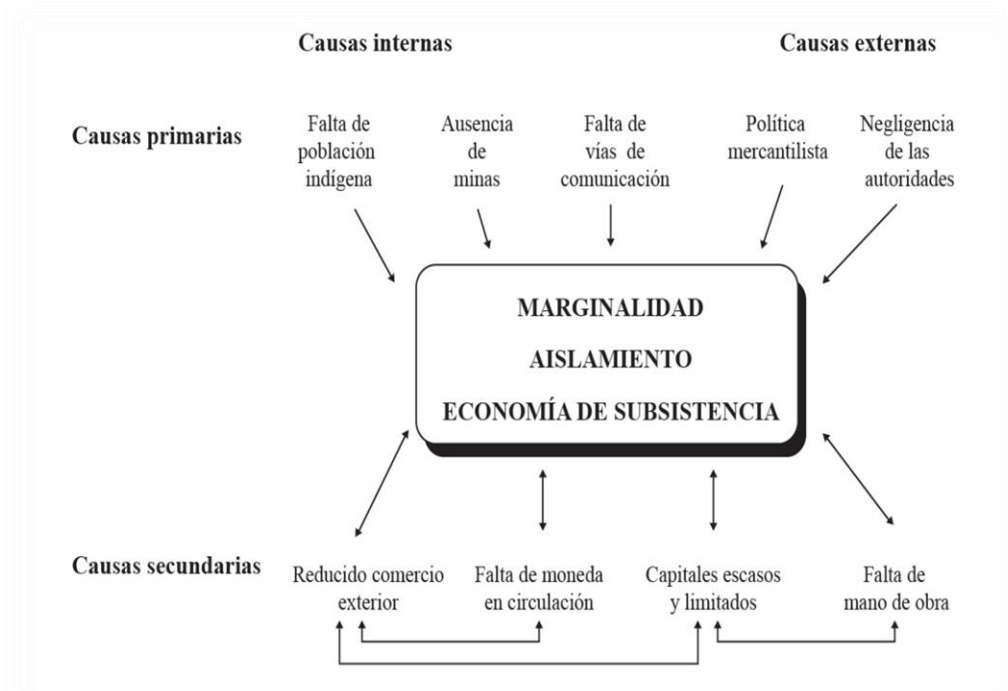 Causas internas
Causas externas
Causas primarias
Falta de
población
indígena
Ausencia
de
minas
Falta de
vías de
comunicación
Política
mercantilista
Negligencia
de las
autoridades
MARGINALIDAD
AISLAMIENTO
ECONOMÍA DE SUBSISTENCIA
Causas secundarias
Reducido comercio
exterior
Falta de moneda
en circulación
Capitales escasos
y limitados
Falta de
mano de obra